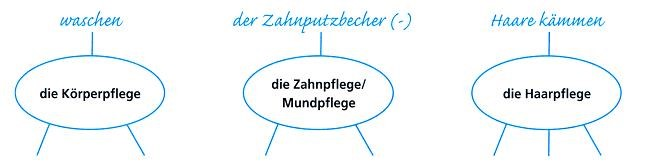 waschen
der Zahnputzbecher (-)
Haare kämmen
die Körperpflege
die Zahnpflege/
Mundpflege
die Haarpflege